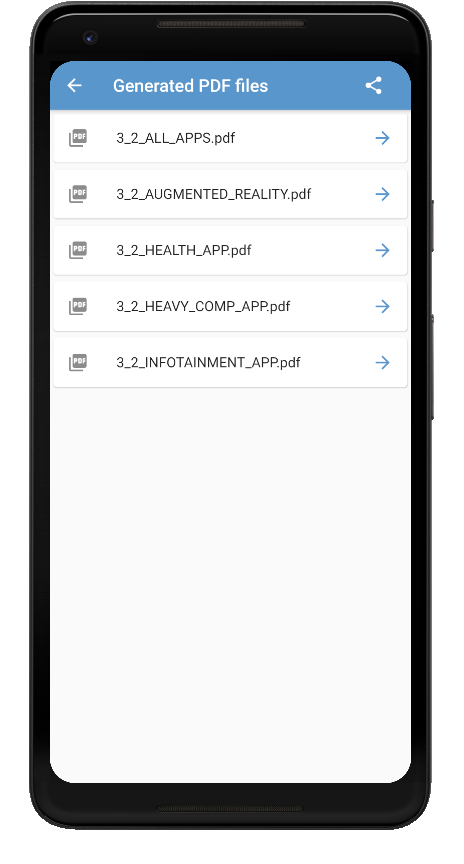 Generated PDF files
PDF 3_2_ALL_APPS.pdf
PDF 3_2_AUGMENTED_REALITY.pdf
PDF 3_2_HEALTH_APP.pdf
PDF 3_2_HEAVY_COMP_APP.pdf
PDF 3_2_INFOTAINMENT_APP.pdf